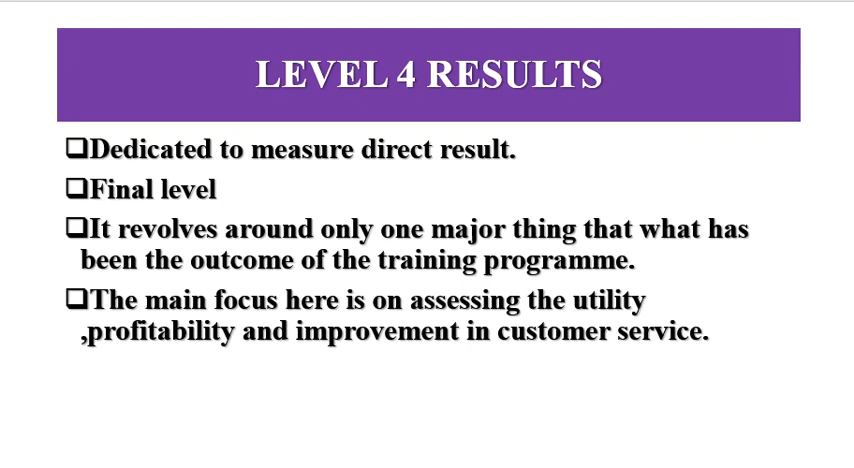 LEVEL 4 RESULTS
❑Dedicated to measure direct result.
❑Final level
❑It revolves around only one major thing that what has
been the outcome of the training programme.
❑The main focus here is on assessing the utility
,profitability and improvement in customer service.